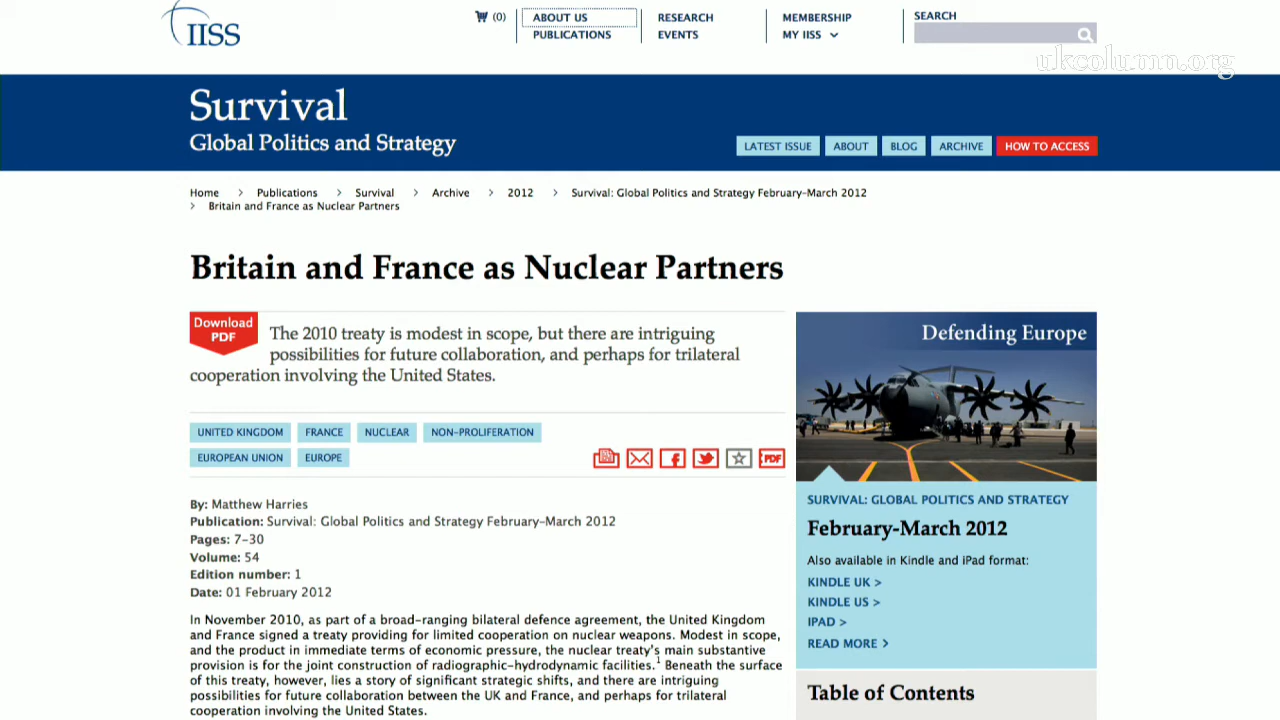 IISS
(0)
ABOUT US
PUBLICATIONS
RESEARCH
EVENTS
MEMBERSHIP
MY IISS
SEARCH
ukcolumn.org
Survival
Global Politics and Strategy
LATEST ISSUE
ABOUT
BLOG
ARCHIVE
HOW TO ACCESS
Home > Publications > Survival > Archive > 2012 > Survival: Global Politics and Strategy February-March 2012
> Britain and France as Nuclear Partners
Britain and France as Nuclear Partners
Download
PDF
The 2010 treaty is modest in scope, but there are intriguing
possibilities for future collaboration, and perhaps for trilateral
cooperation involving the United States.
UNITED KINGDOM
FRANCE
NUCLEAR
NON-PROLIFERATION
EUROPEAN UNION
EUROPE
PDF
By: Matthew Harries
Publication: Survival: Global Politics and Strategy February-March 2012
Pages: 7-30
Volume: 54
Edition number: 1
Date: 01 February 2012
In November 2010, as part of a broad-ranging bilateral defence agreement, the United Kingdom
and France signed a treaty providing for limited cooperation on nuclear weapons. Modest in scope,
and the product in immediate terms of economic pressure, the nuclear treaty's main substantive
provision is for the joint construction of radiographic-hydrodynamic facilities.1 Beneath the surface
of this treaty, however, lies a story of significant strategic shifts, and there are intriguing
possibilities for future collaboration between the UK and France, and perhaps for trilateral
cooperation involving the United States.
Defending Europe
SURVIVAL: GLOBAL POLITICS AND STRATEGY
February-March 2012
Also available in Kindle and iPad format:
KINDLE UK >
KINDLE US >
IPAD >
READ MORE >
Table of Contents